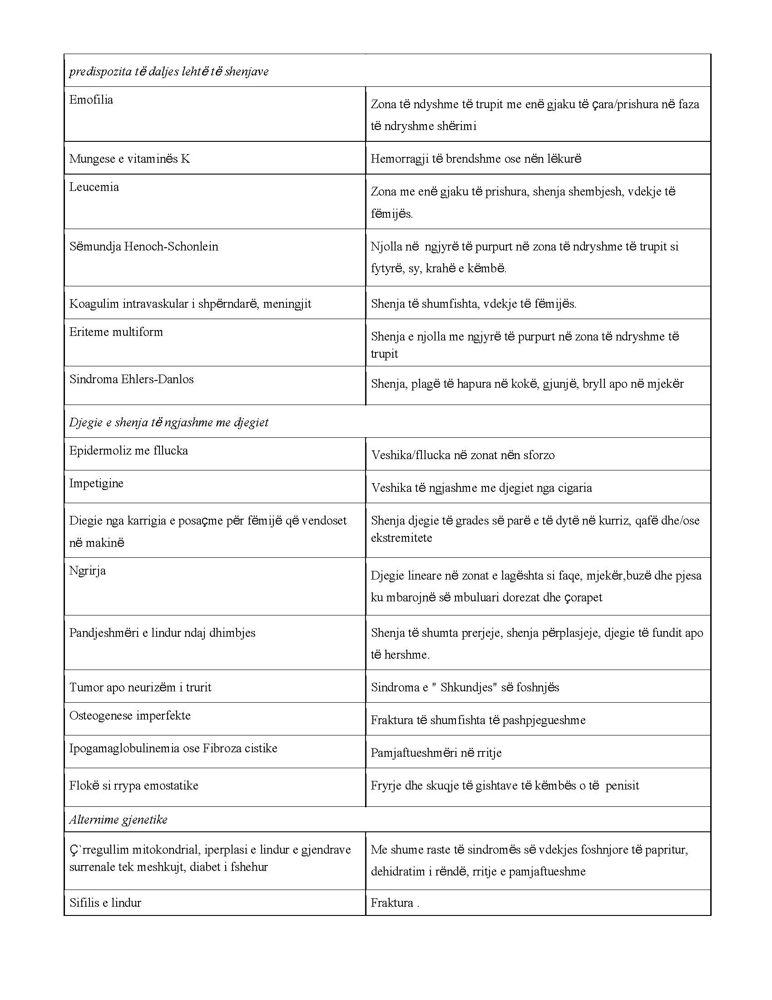 predispozita të daljes lehtë të shenjave
Emofilia
Zona të ndyshme të trupit me enë gjaku të çara/prishura në faza
të ndryshme shërimi
Mungese e vitaminës K
Hemorragji të brendshme ose nën lëkurë
Leucemia
Zona me enë gjaku të prishura, shenja shembjesh, vdekje të
fëmijës.
Sëmundja Henoch-Schonlein
Njolla në  ngjyrë të purpurt në zona të ndryshme të trupit si
fytyrë, sy, krahë e këmbë.
Koagulim intravaskular i shpërndarë, meningjit
Shenja të shumfishta, vdekje të fëmijës.
Eriteme multiform
Shenja e njolla me ngjyrë të purpurt në zona të ndryshme të
trupit
Sindroma Ehlers-Danlos
Shenja, plagë të hapura në kokë, gjunjë, bryll apo në mjekër
Djegie e shenja të ngjashme me djegiet
Epidermoliz me fllucka
Veshika/fllucka në zonat nën sforzo
Impetigine
Veshika të ngjashme me djegiet nga cigaria
Diegie nga karrigia e posaçme për fëmijë që vendoset
në makinë
Shenja djegie të grades së parë e të dytë në kurriz, qafë dhe/ose
ekstremitete
Ngrirja
Djegie lineare në zonat e lagështa si faqe, mjekër,buzë dhe pjesa
ku mbarojnë së mbuluari dorezat dhe çorapet
Pandjeshmëri e lindur ndaj dhimbjes
Shenja të shumta prerjeje, shenja përplasjeje, djegie të fundit apo
të hershme.
Tumor apo neurizëm i trurit
Sindroma e " Shkundjes" së foshnjës
Osteogenese imperfekte
Fraktura të shumfishta të pashpjegueshme
Ipogamaglobulinemia ose Fibroza cistike
Pamjaftueshmëri në rritje
Flokë si rrypa emostatike
Fryrje dhe skuqje të gishtave të këmbës o të  penisit
Alternime gjenetike
Ç`rregullim mitokondrial, iperplasi e lindur e gjendrave
surrenale tek meshkujt, diabet i fshehur
Me shume raste të sindromës së vdekjes foshnjore të papritur,
dehidratim i rëndë, rritje e pamjaftueshme
Sifilis e lindur
Fraktura .